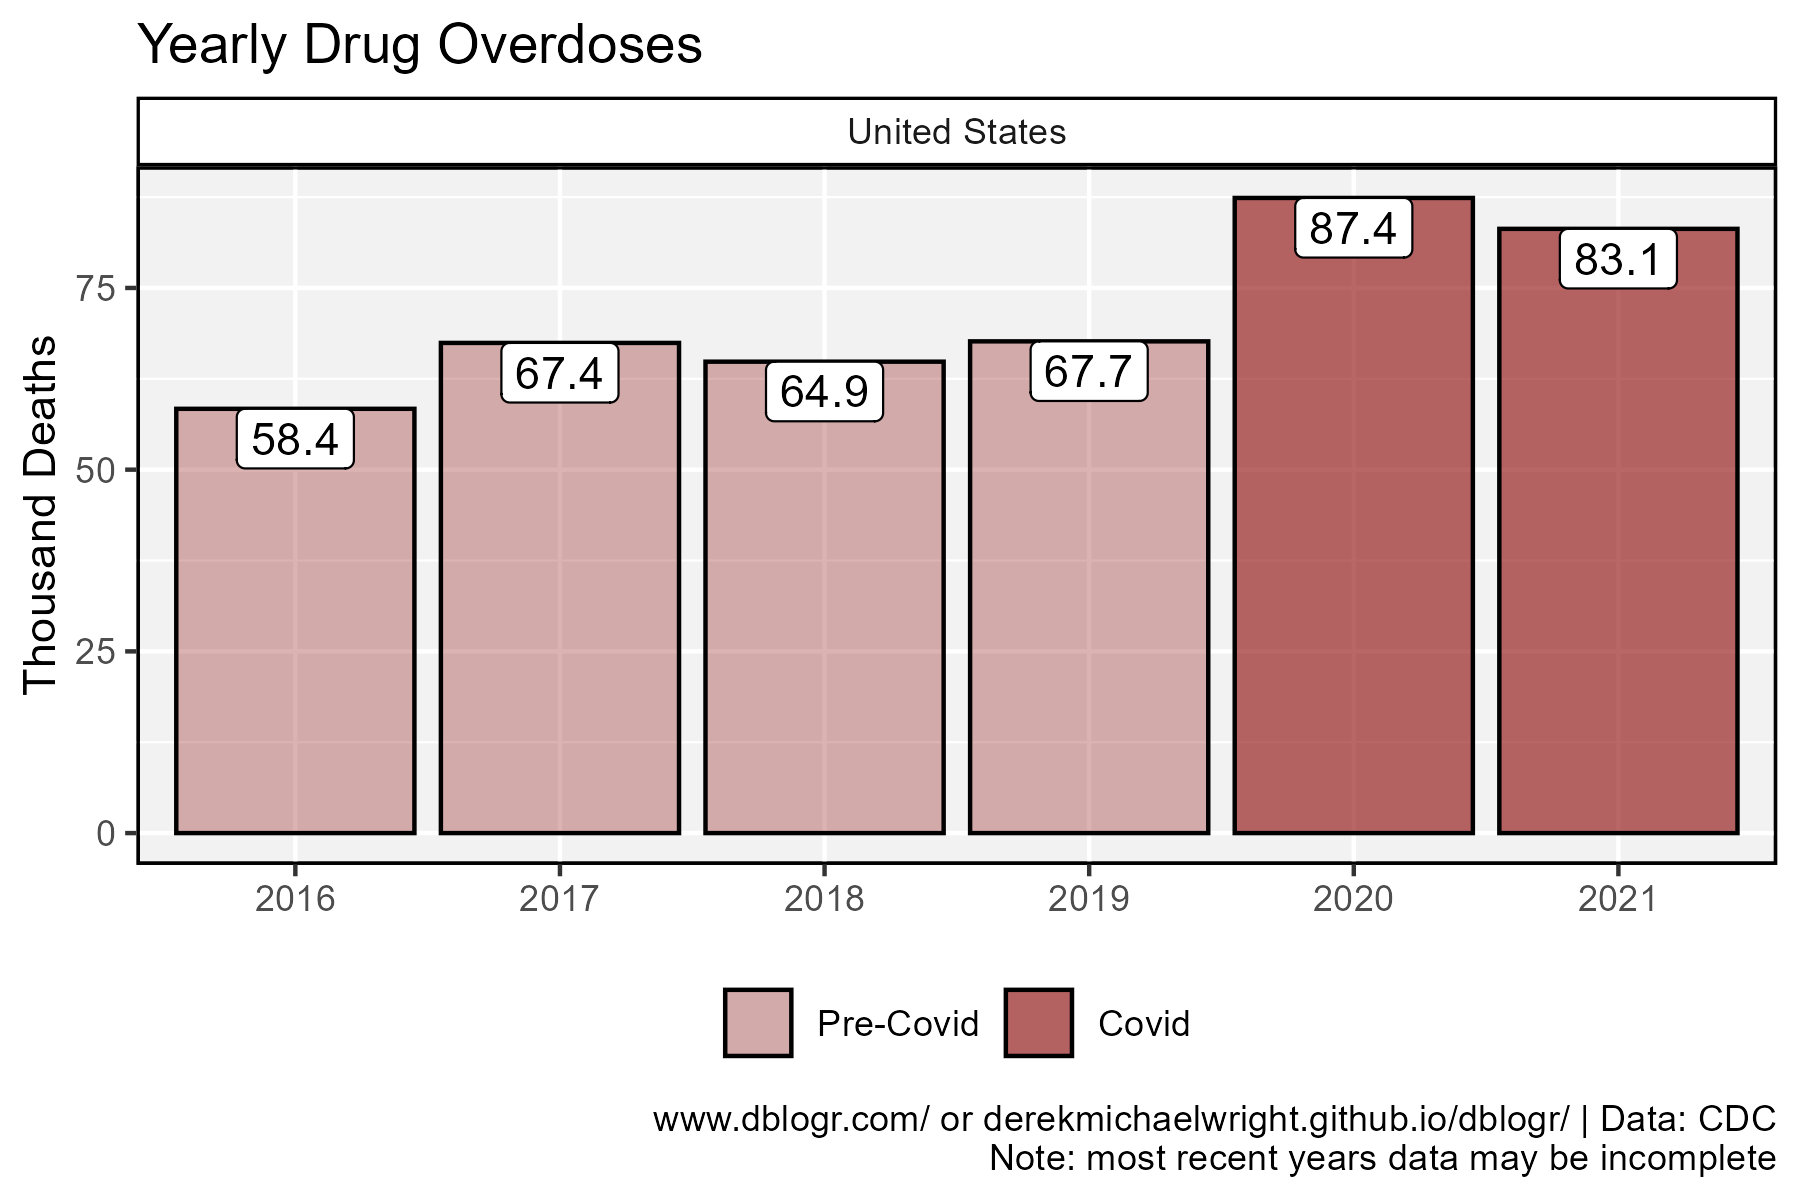 Yearly Drug Overdoses
United States
Thousand Deaths
75
50
25
0
58.4
67.4
64.9
67.7
87.4
83.1
2016
2017
2018
2019
2020
2021
Pre-Covid
Covid
www.dblogr.com/ or derekmichaelwright.github.io/dblogr/ | Data: CDC
Note: most recent years data may be incomplete